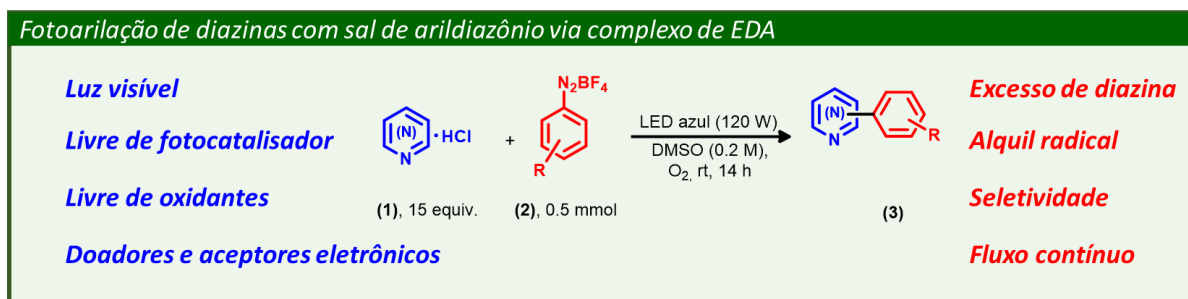 Fotoarilação de diazinas com sal de arildiazônio via complexo de EDA
Luz visível
Livre de fotocatalisador
Livre de oxidantes
Doadores e aceptores eletrônicos
(N)
N
·HCl
(1), 15 equiv.
+
N₂BF₄
R
(2), 0.5 mmol
LED azul (120 W)
DMSO (0.2 M),
O₂, rt, 14 h
(N)
N
R
(3)
Excesso de diazina
Alquil radical
Seletividade
Fluxo contínuo